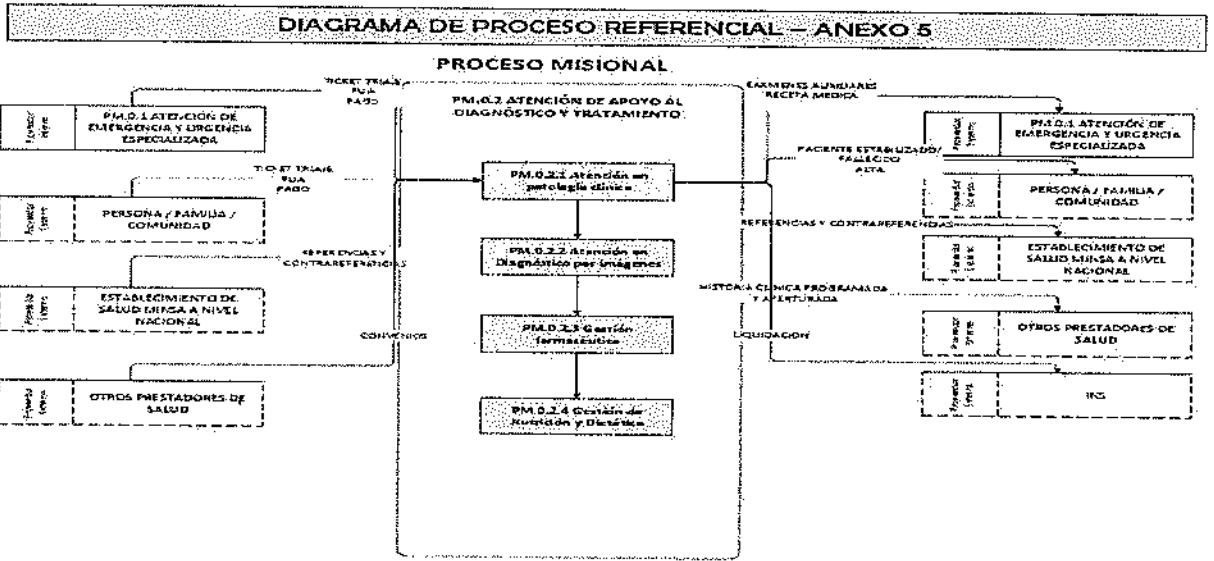 DIAGRAMA DE PROCESO REFERENCIAL – ANEXO 5
PROCESO MISIONAL
TICKET TRIAJE
FUA
PAGO
PM.0.1 ATENCIÓN DE
EMERGENCIA Y URGENCIA
ESPECIALIZADA
TICKET TRIAJE
FUA
PAGO
PERSONA / FAMILIA /
COMUNIDAD
REFERENCIAS Y
CONTRAREFERENCIAS
ESTABLECIMIENTO DE
SALUD MINSA A NIVEL
NACIONAL
CONVENIOS
OTROS PRESTADORES DE
SALUD
PM.0.2 ATENCIÓN DE APOYO AL
DIAGNÓSTICO Y TRATAMIENTO
PM.0.2.1 Atención en
patología clínica
PM.0.2.2 Atención en
Diagnóstico por imágenes
PM.0.2.3 Gestión
farmacéutica
PM.0.2.4 Gestión de
Nutrición y Dietética
EXÁMENES AUXILIARES
RECETA MEDICA
PM.0.1 ATENCIÓN DE
EMERGENCIA Y URGENCIA
ESPECIALIZADA
PACIENTE ESTABILIZADO/
FALLECIDO
ALTA
PERSONA / FAMILIA /
COMUNIDAD
REFERENCIAS Y CONTRAREFERENCIAS
ESTABLECIMIENTO DE
SALUD MINSA A NIVEL
NACIONAL
HISTORIA CLINICA PROGRAMADA
Y APERTURADA
OTROS PRESTADORES DE
SALUD
LIQUIDACION
INS